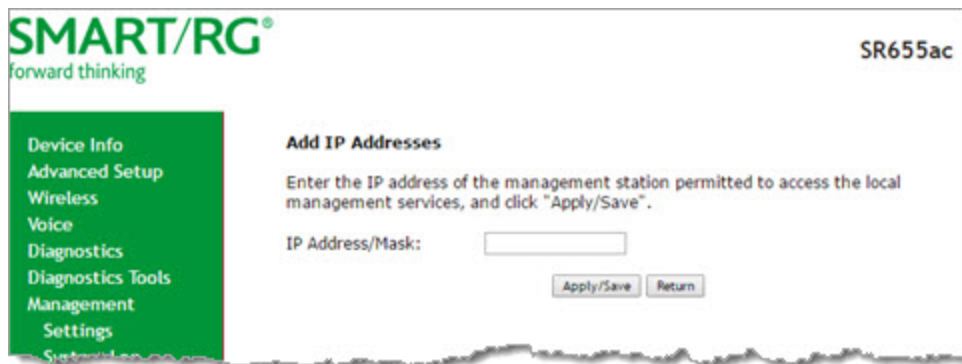 SMART/RG®
forward thinking
SR655ac
Device Info
Advanced Setup
Wireless
Voice
Diagnostics
Diagnostics Tools
Management
Settings
Add IP Addresses
Enter the IP address of the management station permitted to access the local
management services, and click "Apply/Save".
IP Address/Mask:
Apply/Save Return